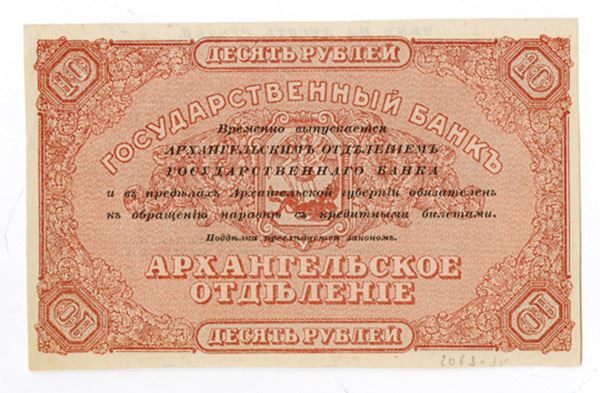 ДЕСЯТЬ РУБЛЕЙ
10 10
ГОСУДАРСТВЕННЫЙ БАНКЪ
Временно выпускается
АРХАНГЕЛЬСКИМЪ ОТДѢЛЕНІЕМЪ
ГОСУДАРСТВЕННАГО БАНКА
и въ предѣлахъ Архангельской губерніи обязателенъ
къ обращенію наравнѣ съ кредитными билетами.
Поддѣлка преслѣдуется закономъ.
АРХАНГЕЛЬСКОЕ
ОТДѢЛЕНІЕ
10 10
ДЕСЯТЬ РУБЛЕЙ